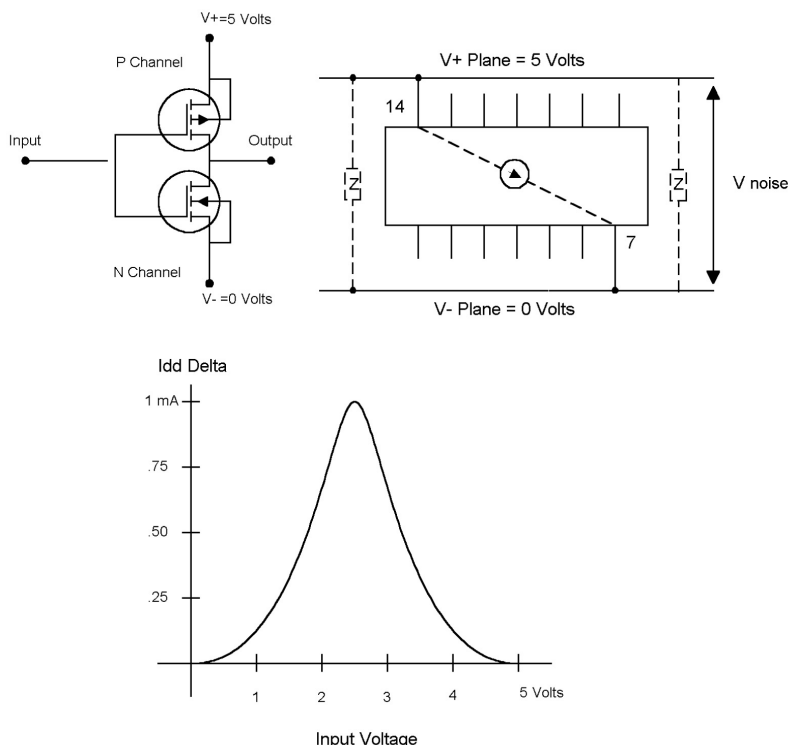 V+=5 Volts
P Channel
Input
Output
N Channel
V- =0 Volts
V+ Plane = 5 Volts
14
Z
Z
V noise
7
V- Plane = 0 Volts
Idd Delta
1 mA
.75
.50
.25
1
2
3
4
5 Volts
Input Voltage